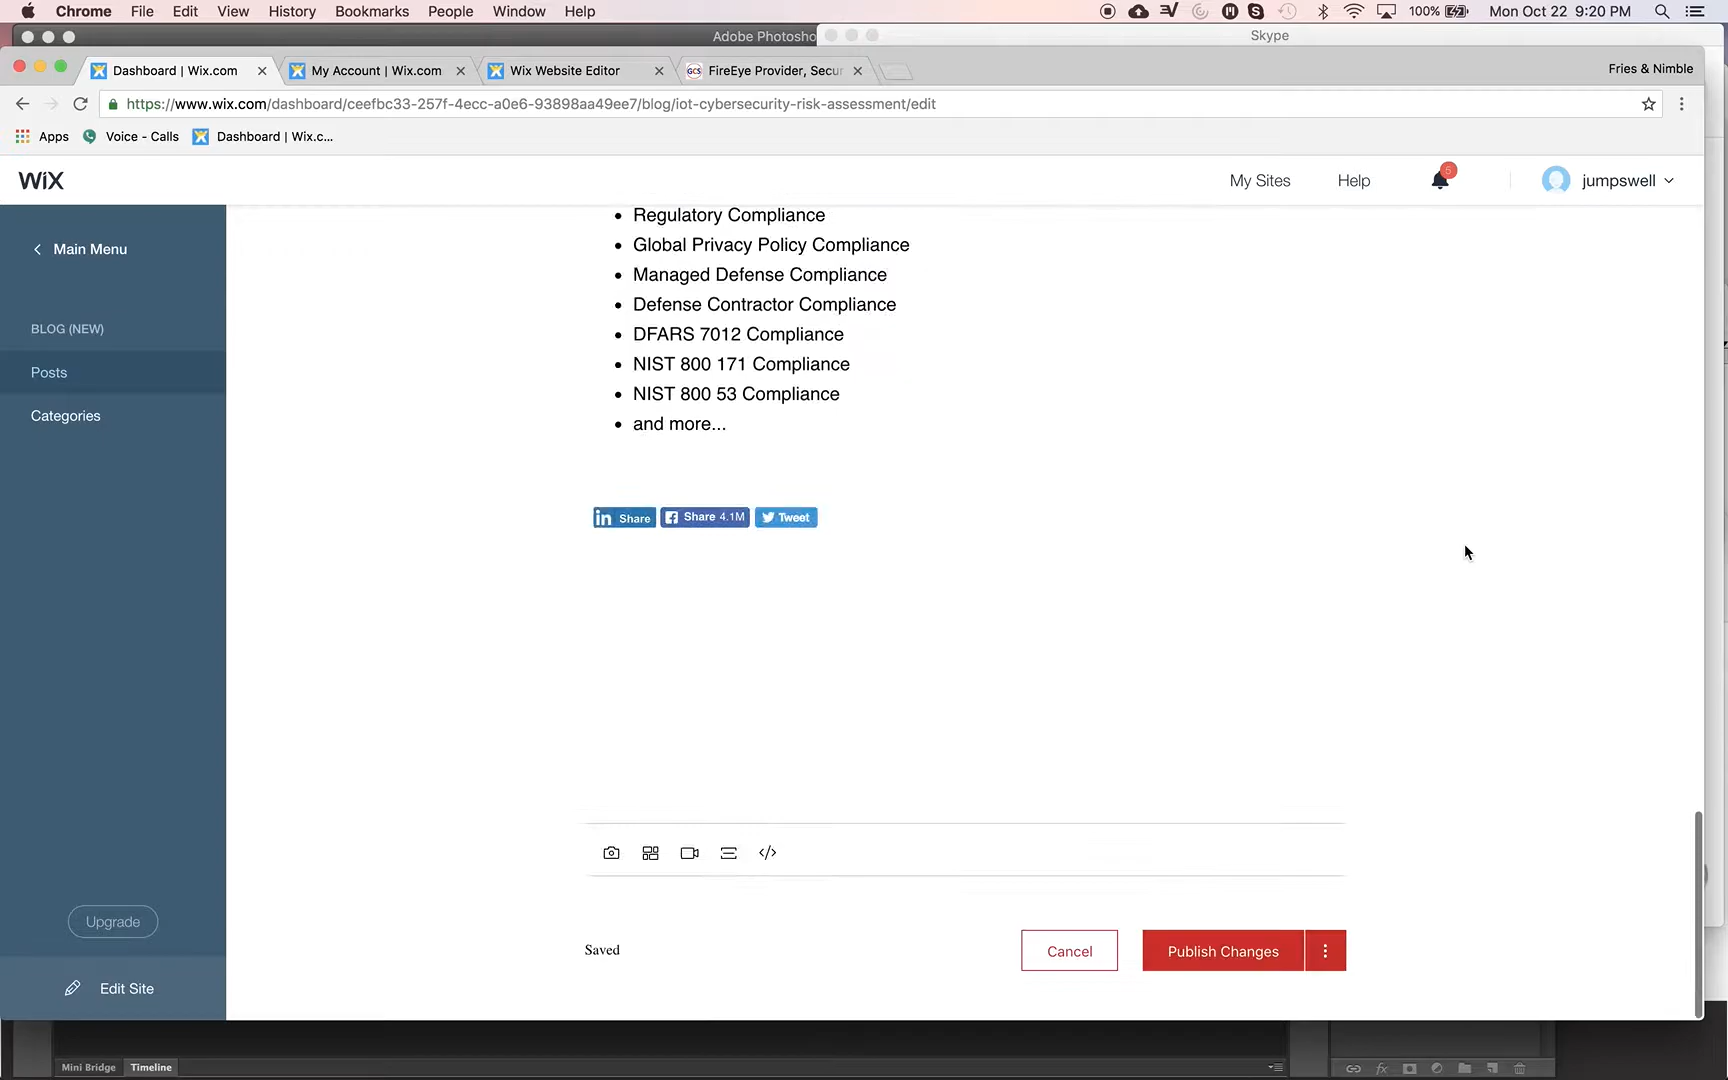 Chrome File Edit View History Bookmarks People Window Help 100% Mon Oct 22 9:20 PM
Adobe Photosho Skype
Dashboard | Wix.com My Account | Wix.com Wix Website Editor FireEye Provider, Secur Fries & Nimble
https://www.wix.com/dashboard/ceefbc33-257f-4ecc-a0e6-93898aa49ee7/blog/iot-cybersecurity-risk-assessment/edit
Apps Voice - Calls Dashboard | Wix.c...
WiX My Sites Help 5 jumpswell
Main Menu
BLOG (NEW)
Posts
Categories
Upgrade
Edit Site
• Regulatory Compliance
• Global Privacy Policy Compliance
• Managed Defense Compliance
• Defense Contractor Compliance
• DFARS 7012 Compliance
• NIST 800 171 Compliance
• NIST 800 53 Compliance
• and more...
in Share Share 4.1M Tweet
</>
Saved Cancel Publish Changes
Mini Bridge Timeline fx